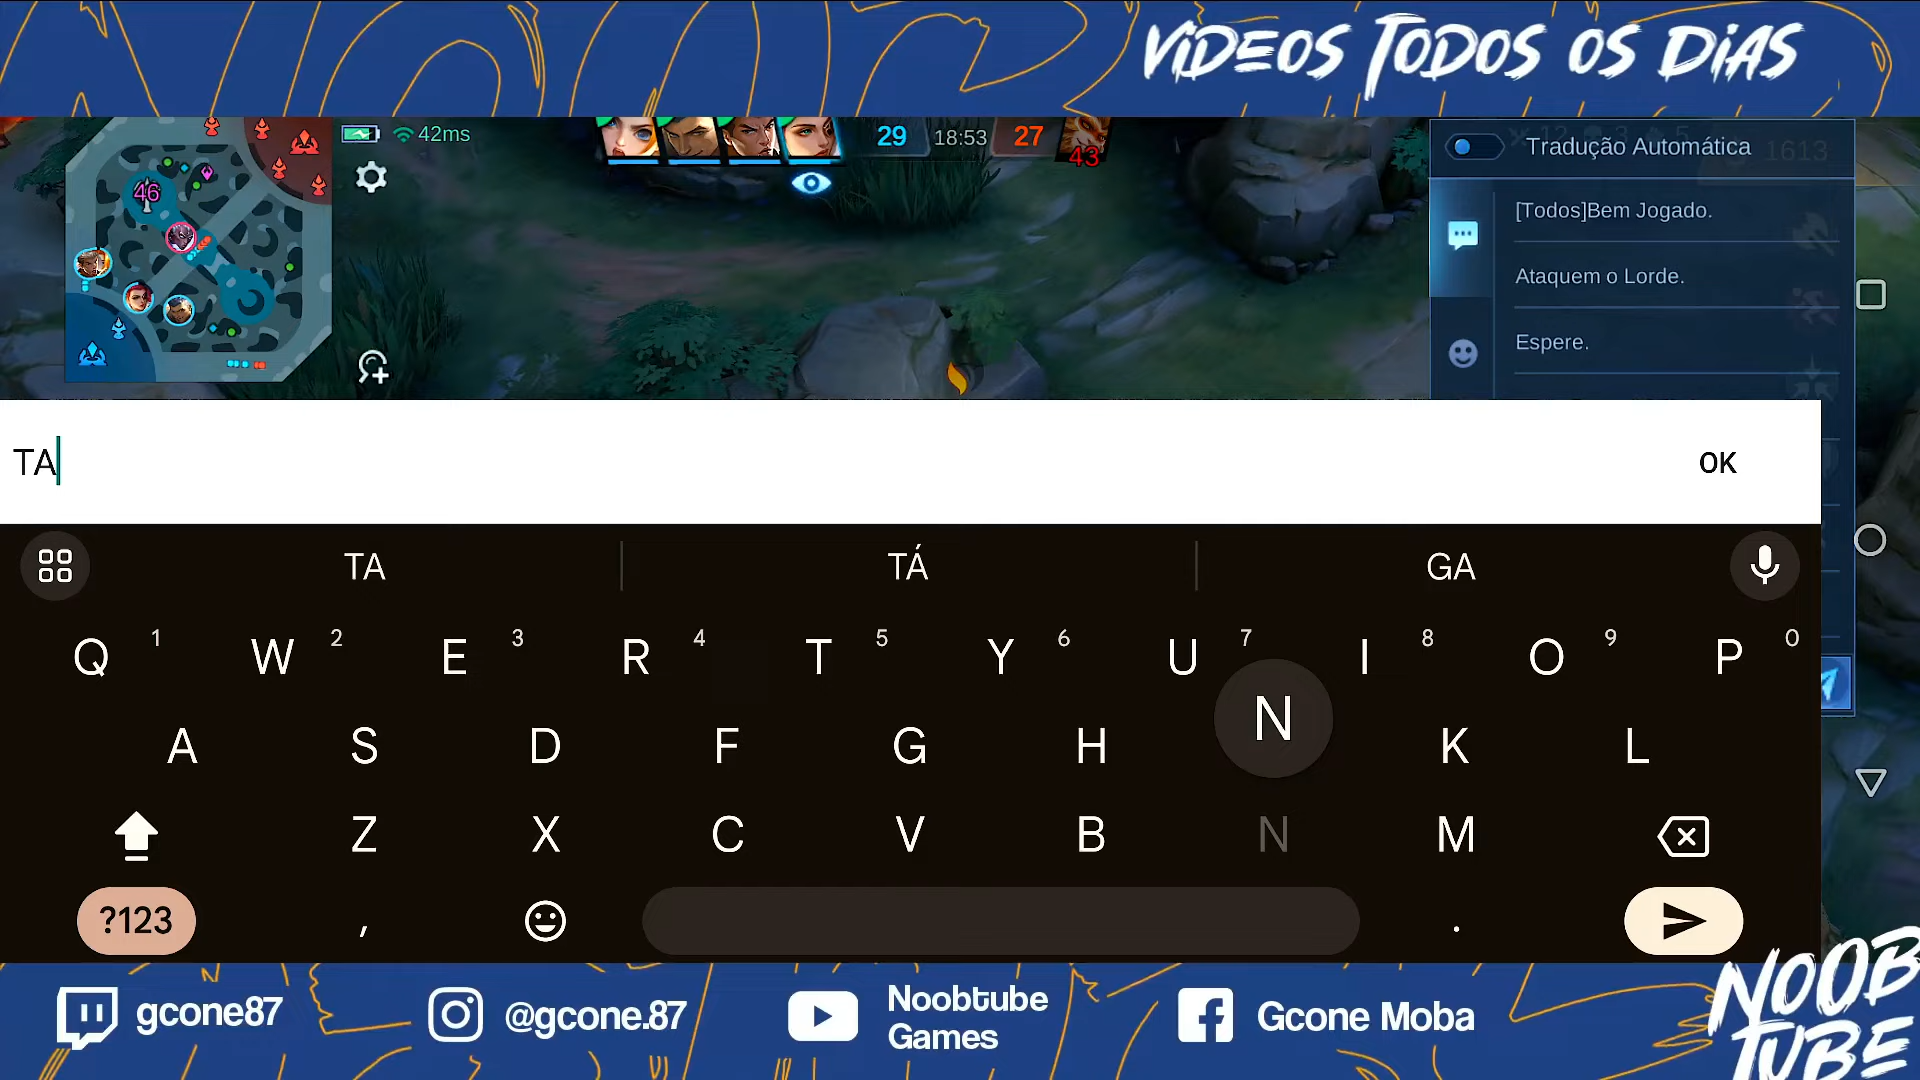 VIDEOS TODOS OS DIAS
42ms
29 18:53 27
43
46
Tradução Automática
1613
[Todos]Bem Jogado.
Ataquem o Lorde.
Espere.
TA
OK
TA TÁ GA
Q 1 W 2 E 3 R 4 T 5 Y 6 U 7 I 8 O 9 P 0
N
A S D F G H K L
Z X C V B N M
?123 , .
gcone87
@gcone.87
Noobtube
Games
Gcone Moba
NOOB
TUBE